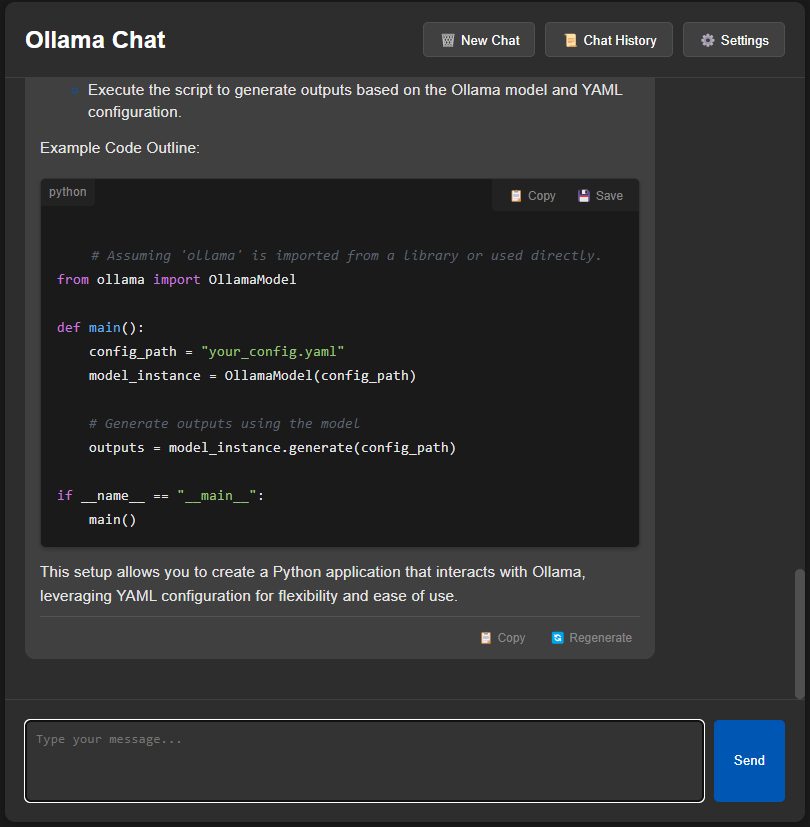 Ollama Chat
🗑️ New Chat
📜 Chat History
⚙️ Settings
Execute the script to generate outputs based on the Ollama model and YAML
configuration.
Example Code Outline:
python
📋 Copy
💾 Save
# Assuming 'ollama' is imported from a library or used directly.
from ollama import OllamaModel
def main():
config_path = "your_config.yaml"
model_instance = OllamaModel(config_path)
# Generate outputs using the model
outputs = model_instance.generate(config_path)
if __name__ == "__main__":
main()
This setup allows you to create a Python application that interacts with Ollama,
leveraging YAML configuration for flexibility and ease of use.
📋 Copy
🔄 Regenerate
Type your message...
Send